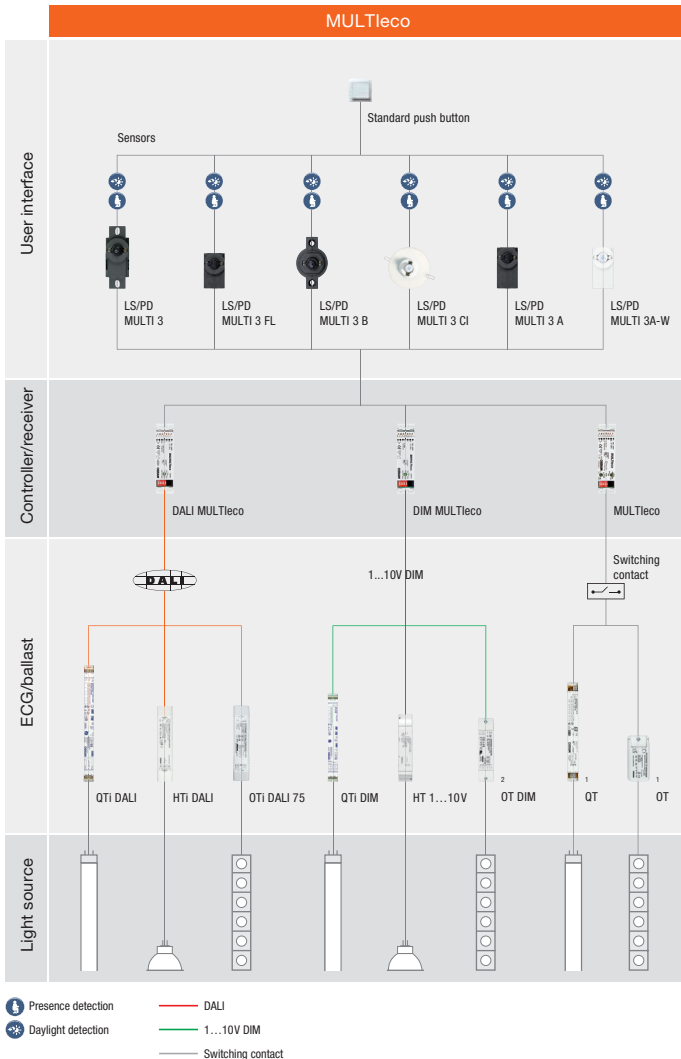 MULTIeco
User interface
Standard push button
Sensors
LS/PD
MULTI 3
LS/PD
MULTI 3 FL
LS/PD
MULTI 3 B
LS/PD
MULTI 3 CI
LS/PD
MULTI 3 A
LS/PD
MULTI 3A-W
Controller/receiver
DALI MULTIeco
DIM MULTIeco
MULTIeco
ECG/ballast
DALI
1...10V DIM
Switching
contact
QTi DALI
HTi DALI
OTi DALI 75
QTi DIM
HT 1…10V
2
OT DIM
1
QT
1
OT
Light source
Presence detection
DALI
Daylight detection
1…10V DIM
Switching contact